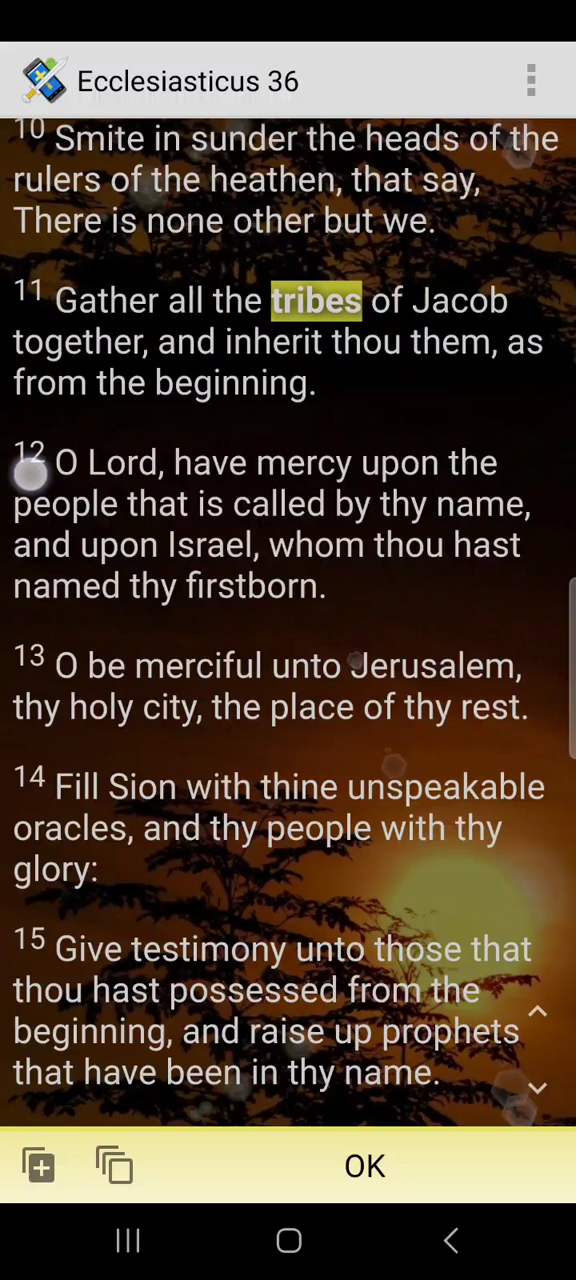 Ecclesiasticus 36
10 Smite in sunder the heads of the
rulers of the heathen, that say,
There is none other but we.
11 Gather all the tribes of Jacob
together, and inherit thou them, as
from the beginning.
12 O Lord, have mercy upon the
people that is called by thy name,
and upon Israel, whom thou hast
named thy firstborn.
13 O be merciful unto Jerusalem,
thy holy city, the place of thy rest.
14 Fill Sion with thine unspeakable
oracles, and thy people with thy
glory:
15 Give testimony unto those that
thou hast possessed from the
beginning, and raise up prophets
that have been in thy name.
OK